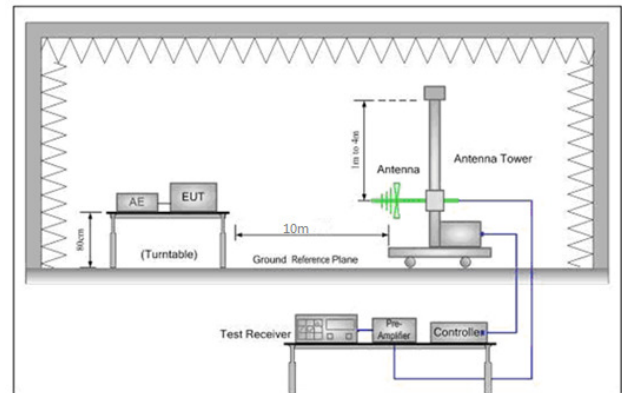 1m to 4m
Antenna
Antenna Tower
AE
EUT
80cm
(Turntable)
10m
Ground Reference Plane
Test Receiver
Pre-
Amplifier
Controller